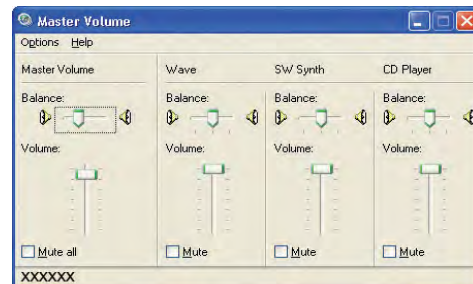 Master Volume
Options Help
Master Volume Wave SW Synth CD Player
Balance: Balance: Balance: Balance:
Volume: Volume: Volume: Volume:
Mute all Mute Mute Mute
XXXXXX